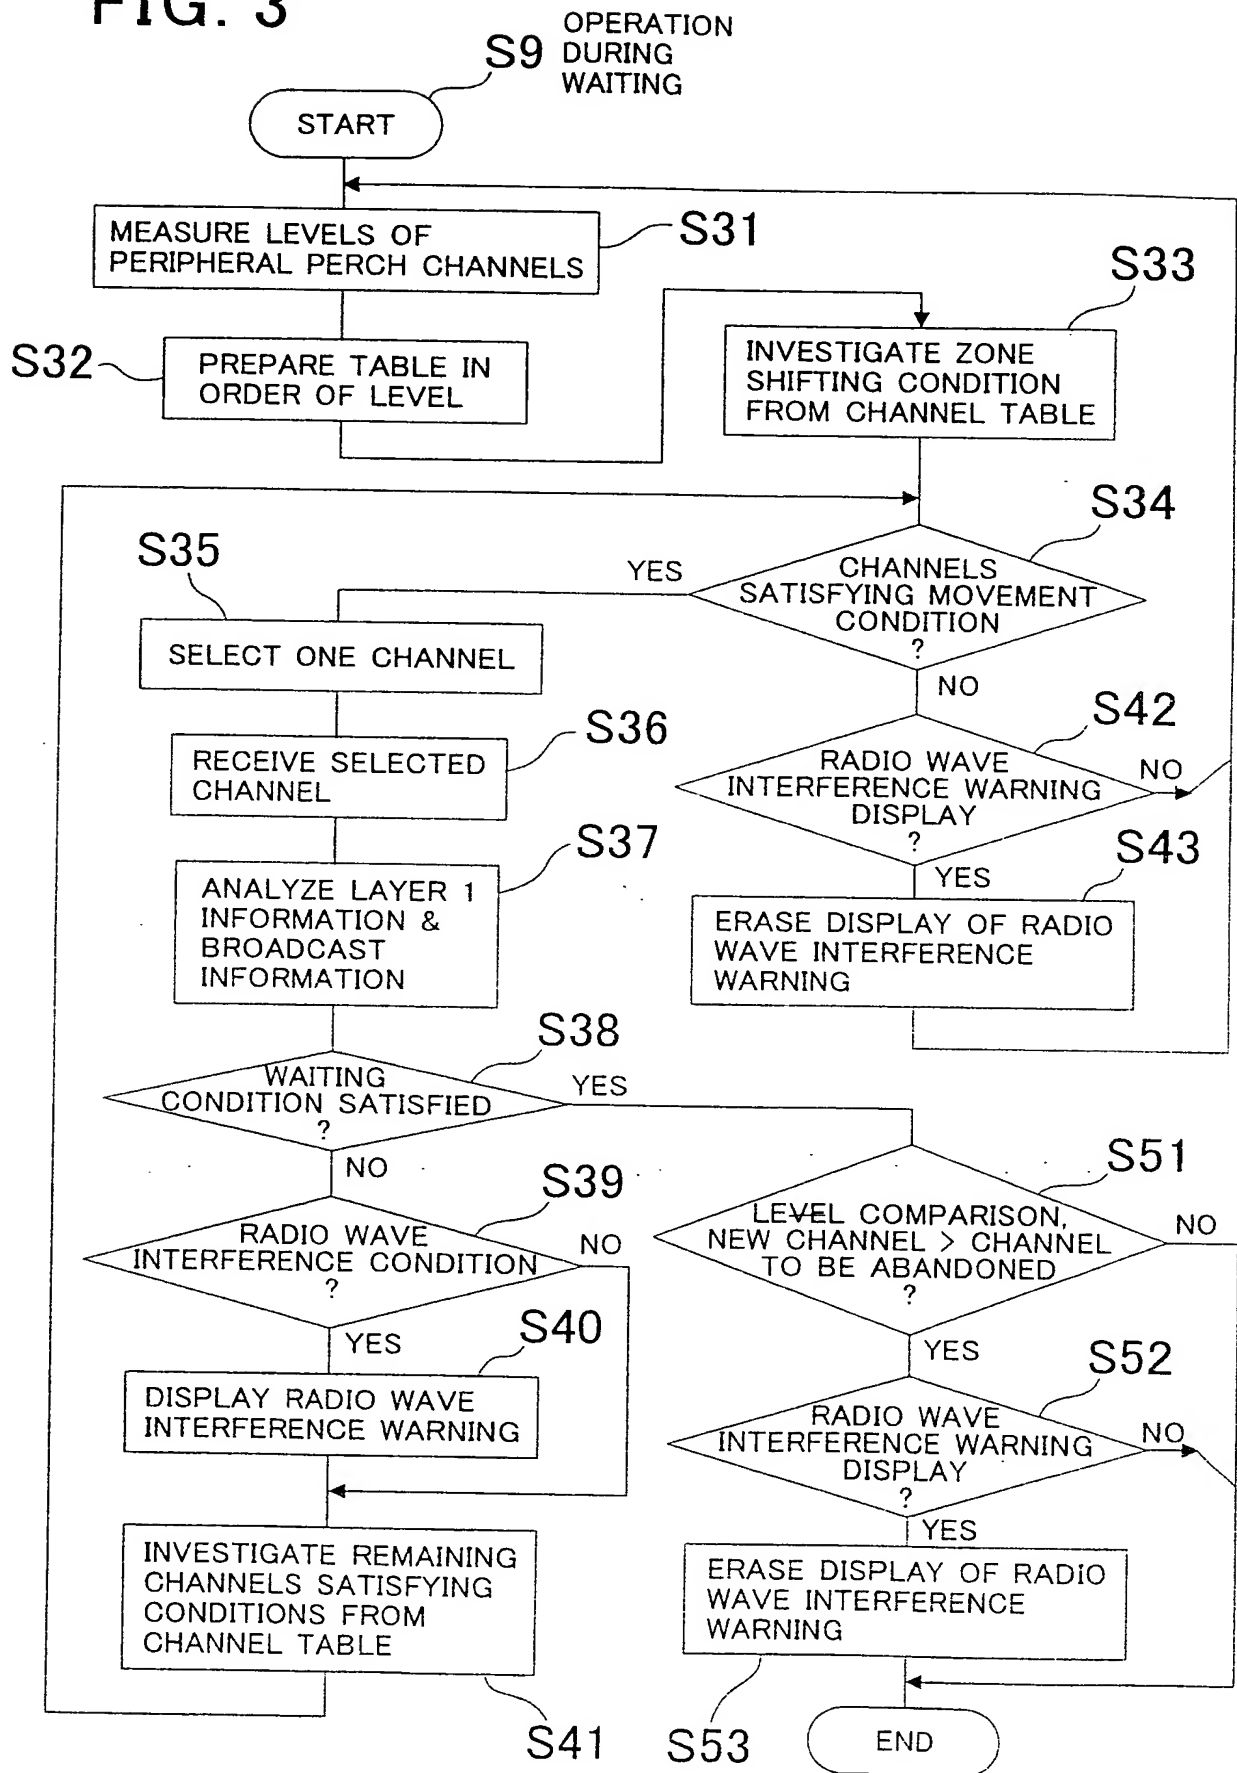 FIG. 3
S9
OPERATION
DURING
WAITING
START
MEASURE LEVELS OF
PERIPHERAL PERCH CHANNELS
S31
S32
PREPARE TABLE IN
ORDER OF LEVEL
S33
INVESTIGATE ZONE
SHIFTING CONDITION
FROM CHANNEL TABLE
S34
CHANNELS
SATISFYING MOVEMENT
CONDITION
?
YES
NO
S35
SELECT ONE CHANNEL
S36
RECEIVE SELECTED
CHANNEL
S37
ANALYZE LAYER 1
INFORMATION &
BROADCAST
INFORMATION
S42
RADIO WAVE
INTERFERENCE WARNING
DISPLAY
?
NO
YES
S43
ERASE DISPLAY OF RADIO
WAVE INTERFERENCE
WARNING
S38
WAITING
CONDITION SATISFIED
?
YES
NO
S39
RADIO WAVE
INTERFERENCE CONDITION
?
NO
YES
S40
DISPLAY RADIO WAVE
INTERFERENCE WARNING
INVESTIGATE REMAINING
CHANNELS SATISFYING
CONDITIONS FROM
CHANNEL TABLE
S41
S51
LEVEL COMPARISON,
NEW CHANNEL > CHANNEL
TO BE ABANDONED
?
NO
YES
S52
RADIO WAVE
INTERFERENCE WARNING
DISPLAY
?
NO
YES
ERASE DISPLAY OF RADIO
WAVE INTERFERENCE
WARNING
S53
END